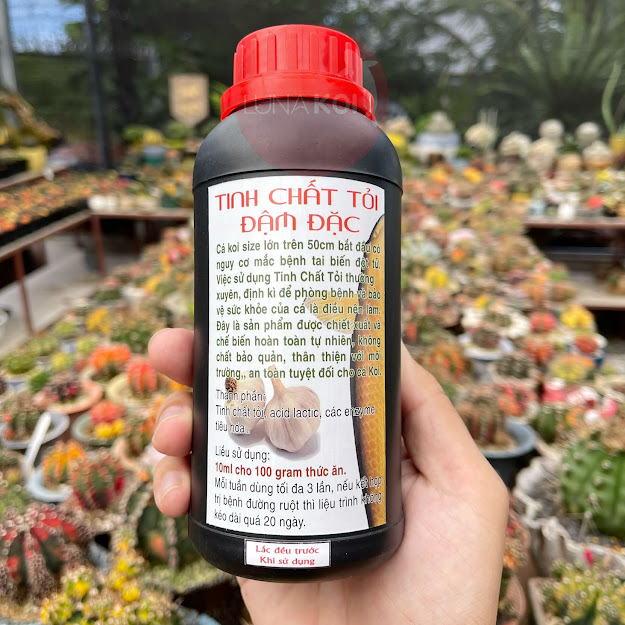 LUNA KOI
TINH CHẤT TỎI
ĐẬM ĐẶC
Cá koi size lớn trên 50cm bắt đầu có
nguy cơ mắc bệnh tai biến đột tử.
Việc sử dụng Tinh Chất Tỏi thường
xuyên, định kì để phòng bệnh và bảo
vệ sức khỏe của cá là điều nên làm.
Đây là sản phẩm được chiết xuất và
chế biến hoàn toàn tự nhiên, không
chất bảo quản, thân thiện với môi
trường,, an toàn tuyệt đối cho cá Koi.
Thành phần:
Tinh chất tỏi, acid lactic, các enzyme
tiêu hóa..
Liều sử dụng:
10ml cho 100 gram thức ăn.
Mỗi tuần dùng tối đa 3 lần, nếu kết hợp
trị bệnh đường ruột thì liệu trình không
kéo dài quá 20 ngày.
Lắc đều trước
Khi sử dụng